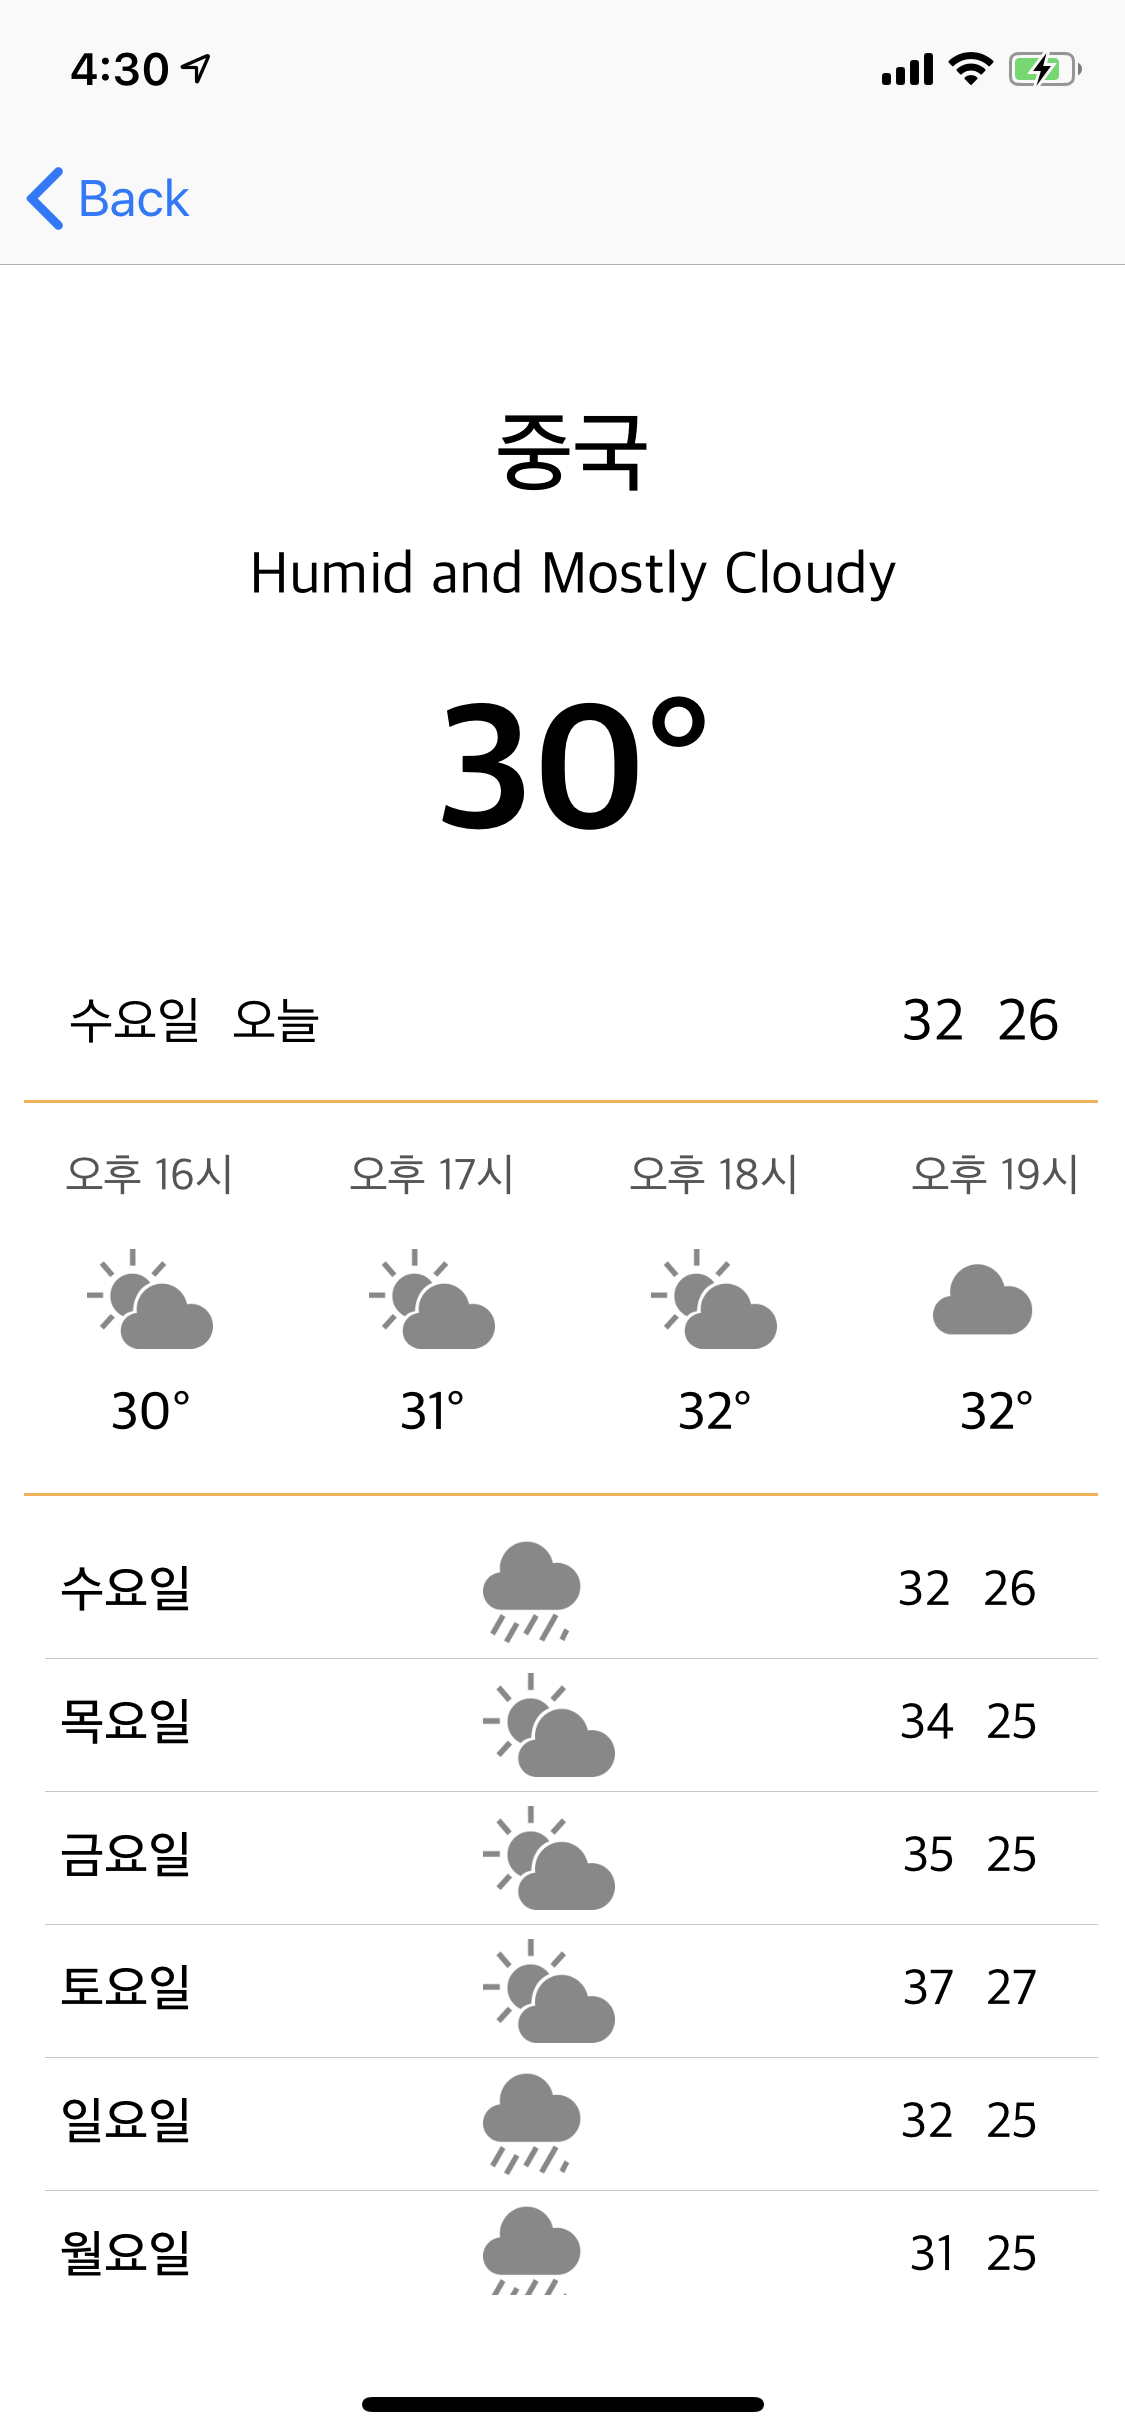 4:30
Back
중국
Humid and Mostly Cloudy
30°
수요일 오늘 32 26
오후 16시 오후 17시 오후 18시 오후 19시
30° 31° 32° 32°
수요일 32 26
목요일 34 25
금요일 35 25
토요일 37 27
일요일 32 25
월요일 31 25